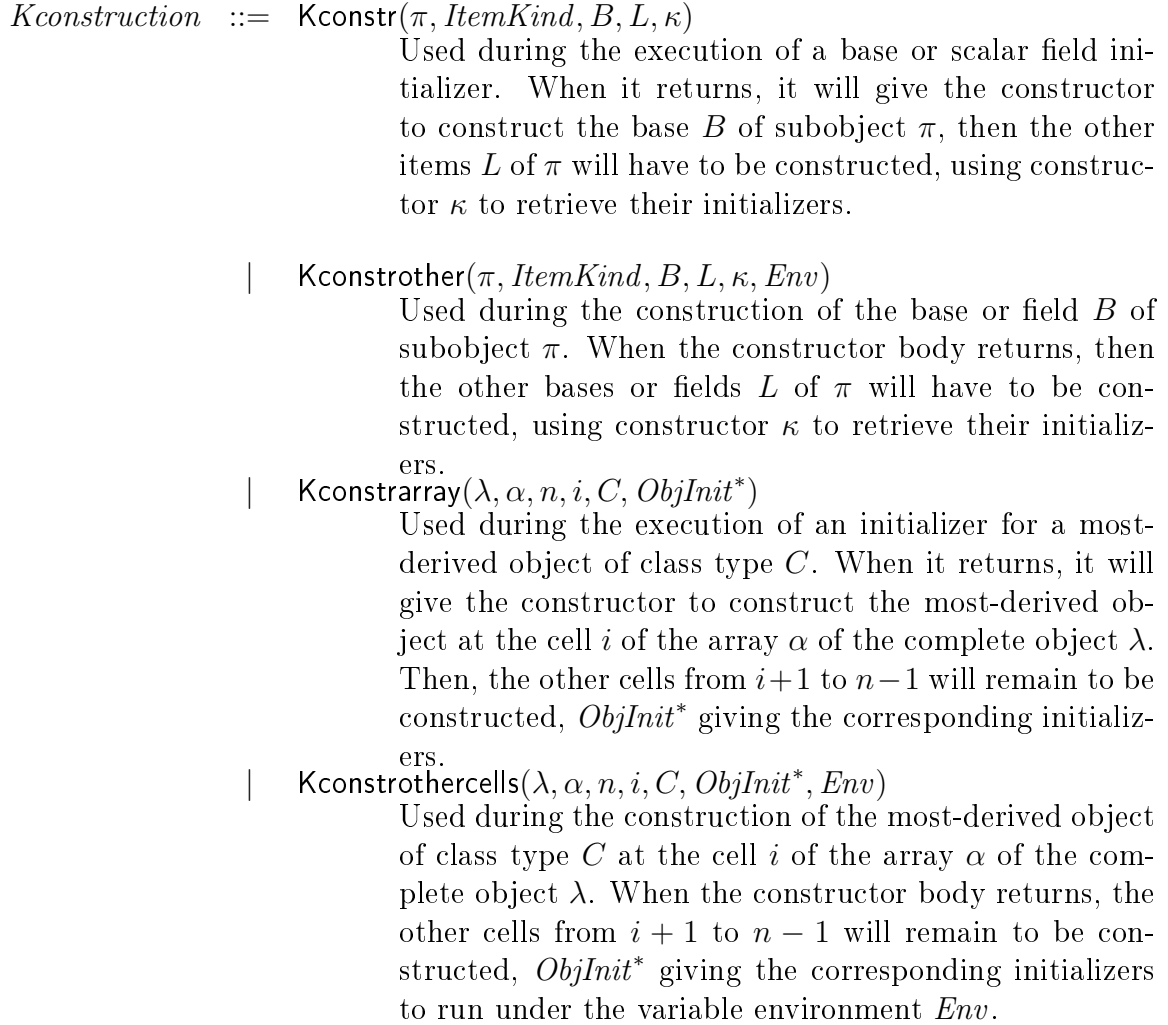 Kconstruction ::= Kconstr(π, ItemKind, B, L, κ)
Used during the execution of a base or scalar field ini-
tializer. When it returns, it will give the constructor
to construct the base B of subobject π, then the other
items L of π will have to be constructed, using construc-
tor κ to retrieve their initializers.
| Kconstrother(π, ItemKind, B, L, κ, Env)
Used during the construction of the base or field B of
subobject π. When the constructor body returns, then
the other bases or fields L of π will have to be con-
structed, using constructor κ to retrieve their initializ-
ers.
| Kconstrarray(λ, α, n, i, C, ObjInit*)
Used during the execution of an initializer for a most-
derived object of class type C. When it returns, it will
give the constructor to construct the most-derived ob-
ject at the cell i of the array α of the complete object λ.
Then, the other cells from i+1 to n−1 will remain to be
constructed, ObjInit* giving the corresponding initializ-
ers.
| Kconstrothercells(λ, α, n, i, C, ObjInit*, Env)
Used during the construction of the most-derived object
of class type C at the cell i of the array α of the com-
plete object λ. When the constructor body returns, the
other cells from i + 1 to n − 1 will remain to be con-
structed, ObjInit* giving the corresponding initializers
to run under the variable environment Env.